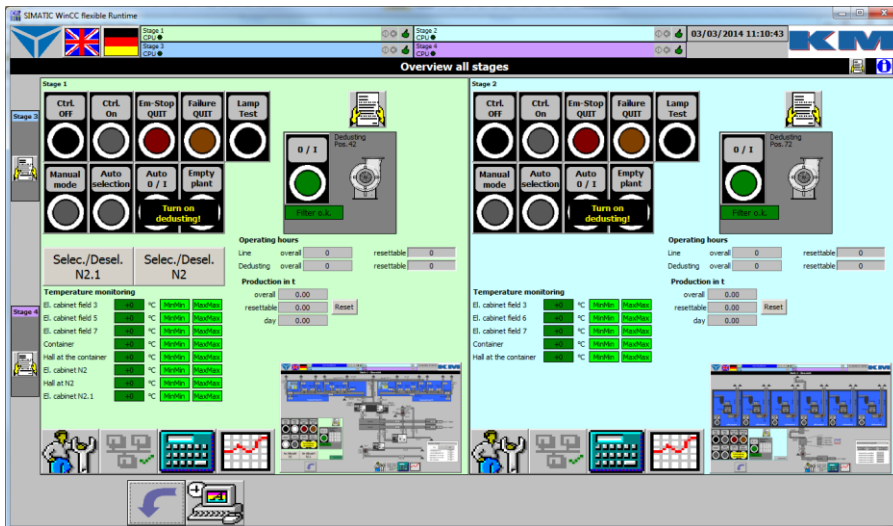 SIMATIC WinCC flexible Runtime
Stage 1
CPU
Stage 2
CPU
03/03/2014 11:10:43
KM
Stage 3
CPU
Stage 4
CPU
Overview all stages
Stage 3
Stage 4
Stage 1
Ctrl. OFF
Ctrl. On
Em-Stop QUIT
Failure QUIT
Lamp Test
Manual mode
Auto selection
Auto 0 / I
Empty plant
Turn on dedusting!
0 / I
Dedusting
Pos.42
Filter o.k.
Selec./Desel. N2.1
Selec./Desel. N2
Operating hours
Line overall 0 resettable 0
Dedusting overall 0 resettable 0
Production in t
overall 0.00
resettable 0.00 Reset
day 0.00
Temperature monitoring
El. cabinet field 3 +0 °C MinMin MaxMax
El. cabinet field 5 +0 °C MinMin MaxMax
El. cabinet field 7 +0 °C MinMin MaxMax
Container +0 °C MinMin MaxMax
Hall at the container +0 °C MinMin MaxMax
El. cabinet N2 +0 °C MinMin MaxMax
Hall at N2 +0 °C MinMin MaxMax
El. cabinet N2.1 +0 °C MinMin MaxMax
Stage 2
Ctrl. OFF
Ctrl. On
Em-Stop QUIT
Failure QUIT
Lamp Test
Manual mode
Auto selection
Auto 0 / I
Empty plant
Turn on dedusting!
0 / I
Dedusting
Pos.72
Filter o.k.
Operating hours
Line overall 0 resettable 0
Dedusting overall 0 resettable 0
Production in t
overall 0.00
resettable 0.00 Reset
day 0.00
Temperature monitoring
El. cabinet field 3 +0 °C MinMin MaxMax
El. cabinet field 6 +0 °C MinMin MaxMax
El. cabinet field 7 +0 °C MinMin MaxMax
Container +0 °C MinMin MaxMax
Hall at the container +0 °C MinMin MaxMax
KM
KM